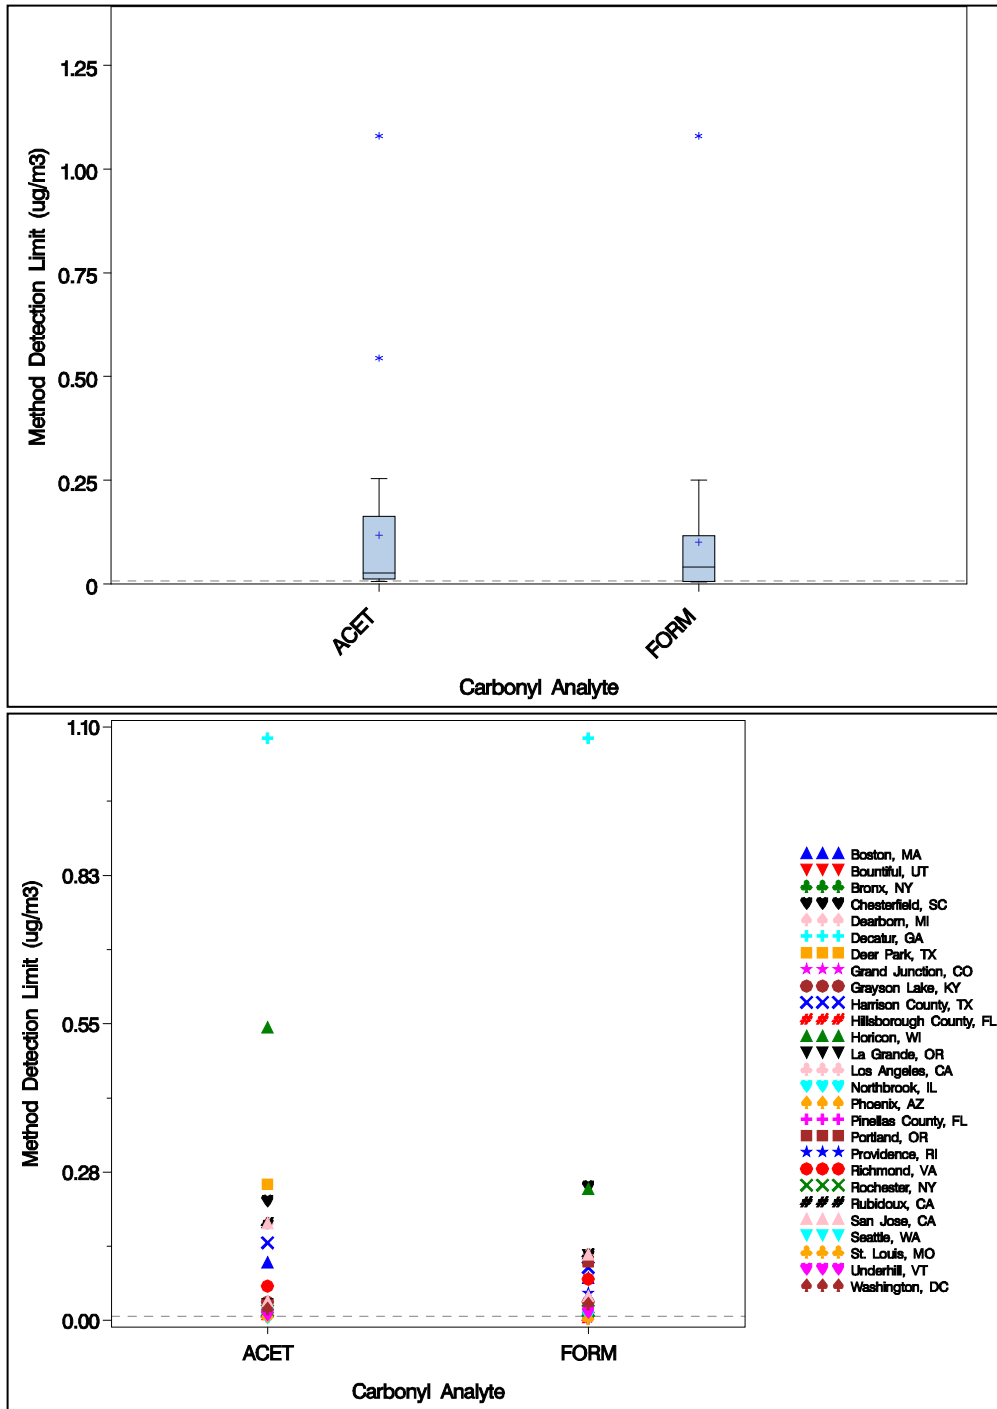 1.25
1.00
0.75
0.50
0.25
0
Method Detection Limit (ug/m3)
ACET
FORM
Carbonyl Analyte
1.10
0.83
0.55
0.28
0.00
Method Detection Limit (ug/m3)
ACET
FORM
Carbonyl Analyte
Boston, MA
Bountiful, UT
Bronx, NY
Chesterfield, SC
Dearborn, MI
Decatur, GA
Deer Park, TX
Grand Junction, CO
Grayson Lake, KY
Harrison County, TX
Hillsborough County, FL
Horicon, WI
La Grande, OR
Los Angeles, CA
Northbrook, IL
Phoenix, AZ
Pinellas County, FL
Portland, OR
Providence, RI
Richmond, VA
Rochester, NY
Rubidoux, CA
San Jose, CA
Seattle, WA
St. Louis, MO
Underhill, VT
Washington, DC